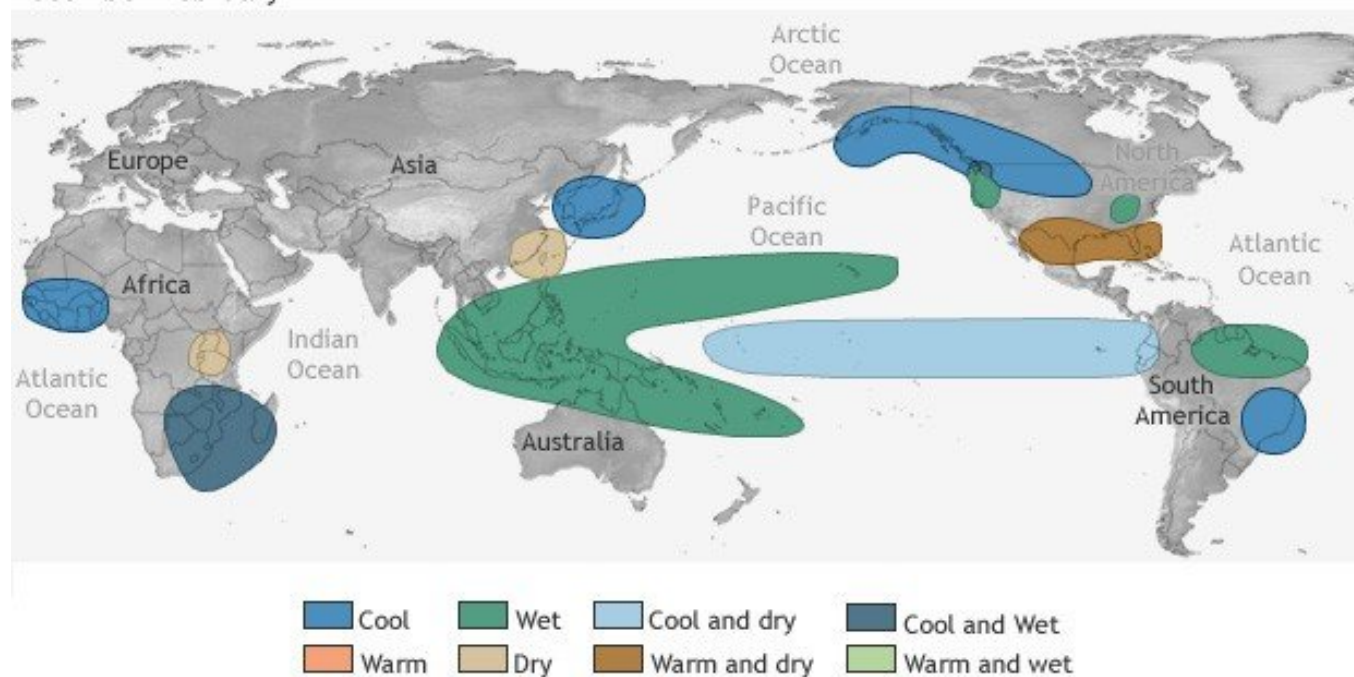 Arctic
Ocean
Europe
Asia
North
America
Pacific
Ocean
Atlantic
Ocean
Africa
Indian
Ocean
Atlantic
Ocean
South
America
Australia
Cool
Wet
Cool and dry
Cool and Wet
Warm
Dry
Warm and dry
Warm and wet